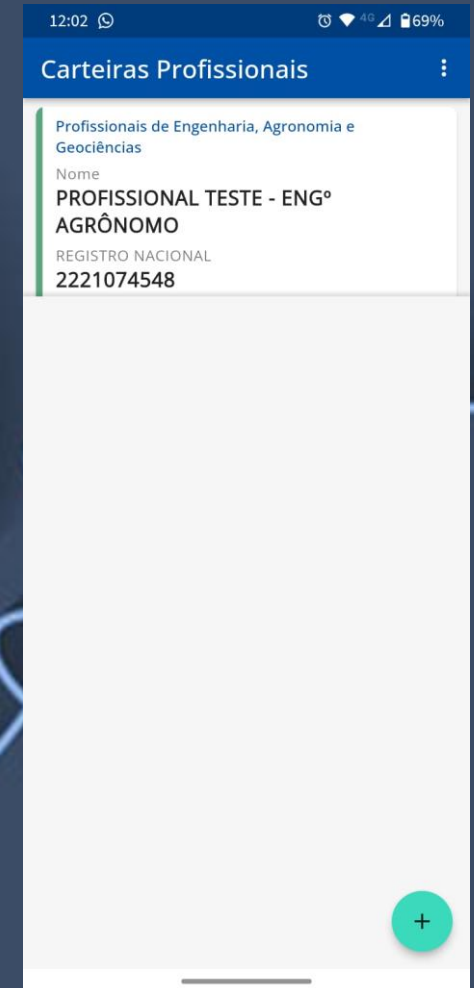 12:02 4G 69%
Carteiras Profissionais
Profissionais de Engenharia, Agronomia e
Geociências
Nome
PROFISSIONAL TESTE - ENGº
AGRÔNOMO
REGISTRO NACIONAL
2221074548
+